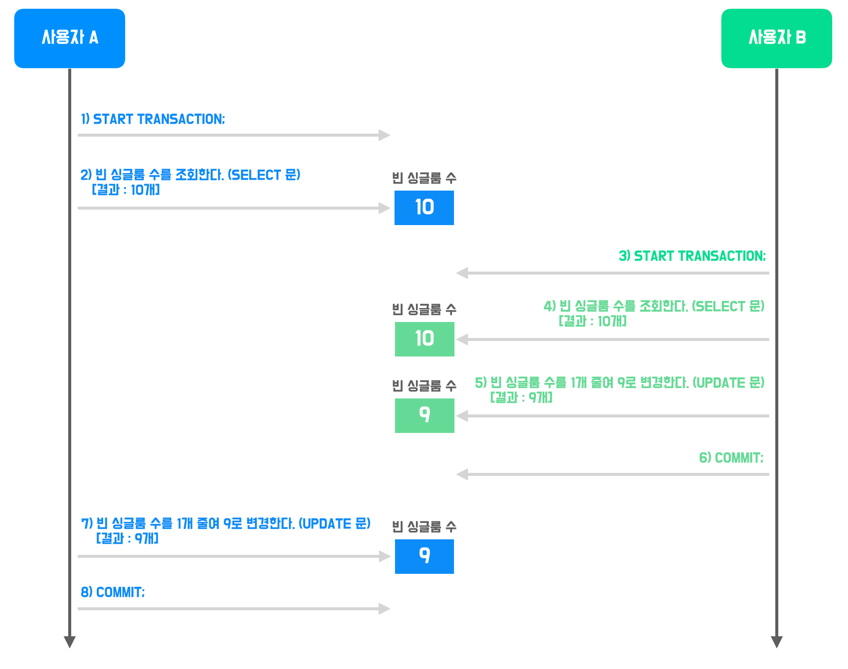 사용자 A
사용자 B
1) START TRANSACTION;
2) 빈 싱글룸 수를 조회한다. (SELECT 문)
[결과 : 10개]
빈 싱글룸 수
10
3) START TRANSACTION;
4) 빈 싱글룸 수를 조회한다. (SELECT 문)
[결과 : 10개]
빈 싱글룸 수
10
5) 빈 싱글룸 수를 1개 줄여 9로 변경한다. (UPDATE 문)
[결과 : 9개]
빈 싱글룸 수
9
6) COMMIT;
7) 빈 싱글룸 수를 1개 줄여 9로 변경한다. (UPDATE 문)
[결과 : 9개]
빈 싱글룸 수
9
8) COMMIT;